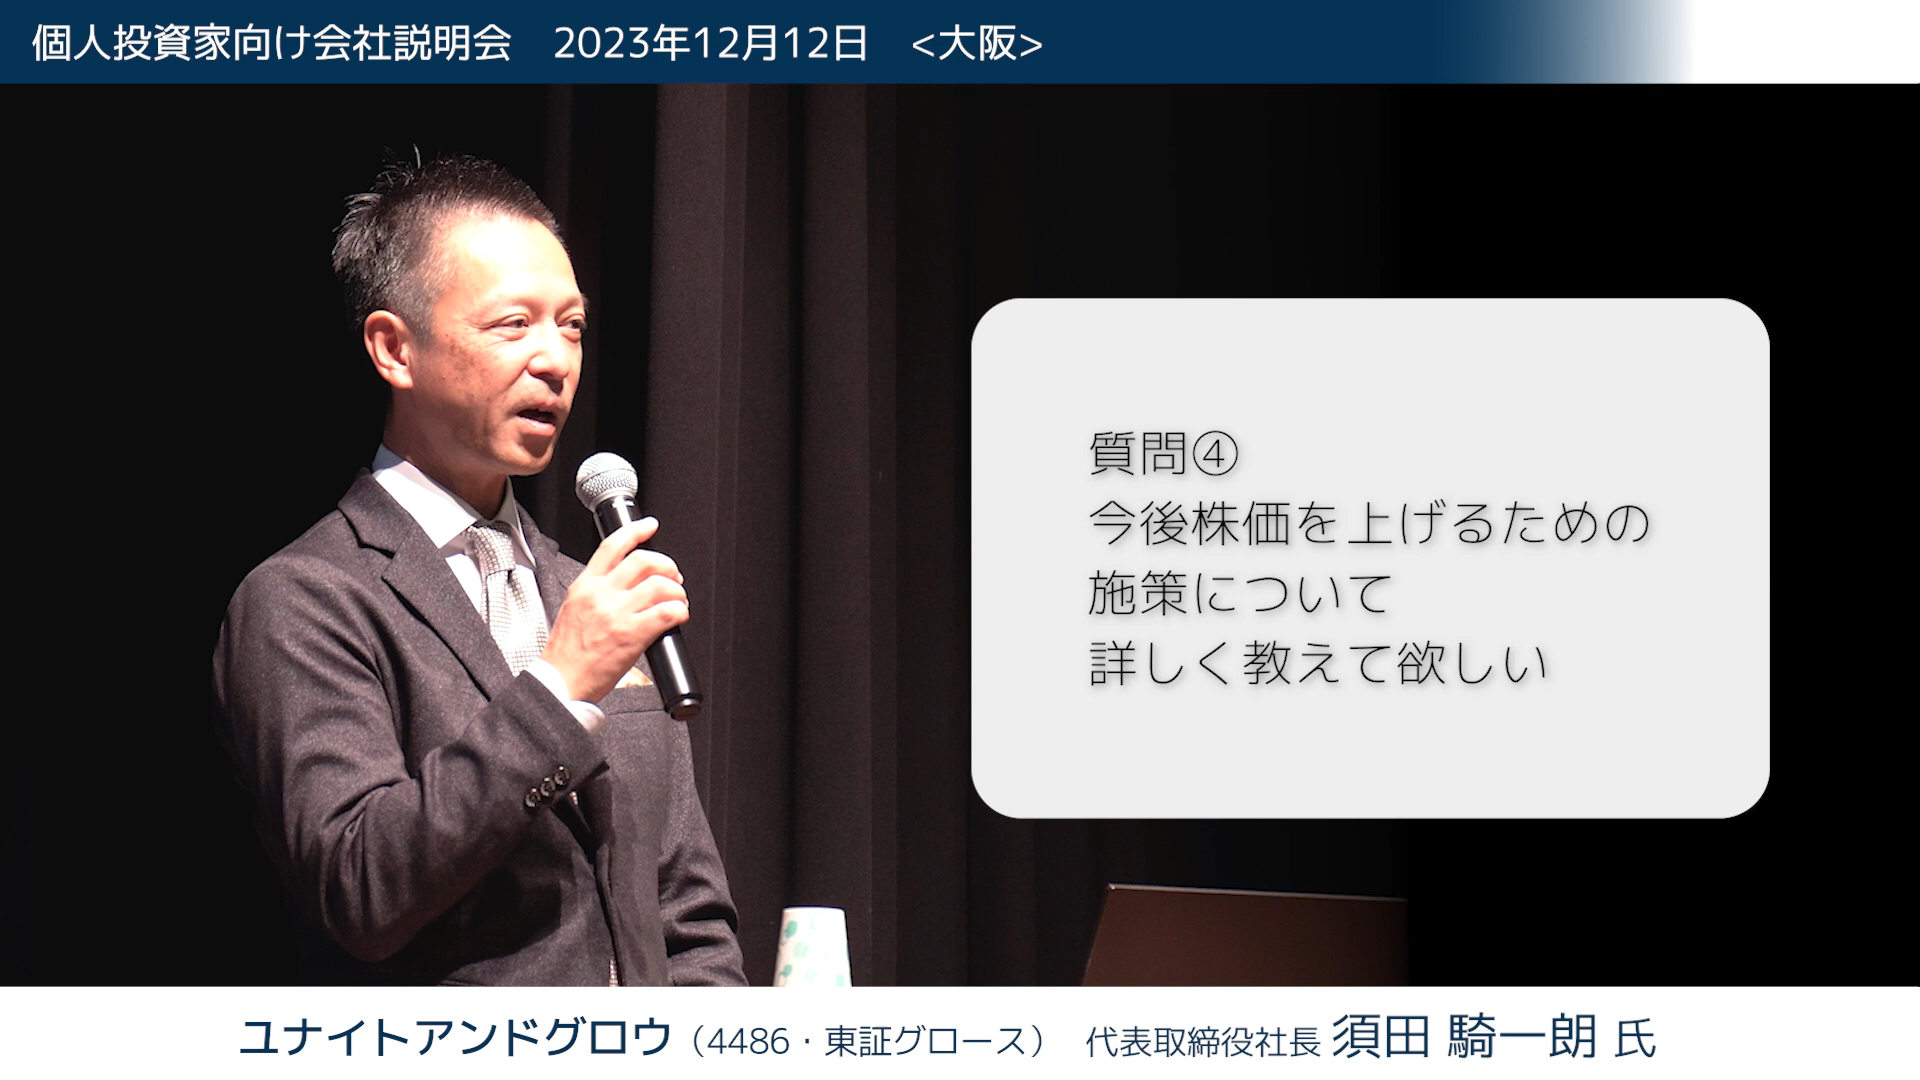 個人投資家向け会社説明会　2023年12月12日　<大阪>
質問④
今後株価を上げるための
施策について
詳しく教えて欲しい
ユナイトアンドグロウ（4486・東証グロース）　代表取締役社長 須田 騎一朗 氏